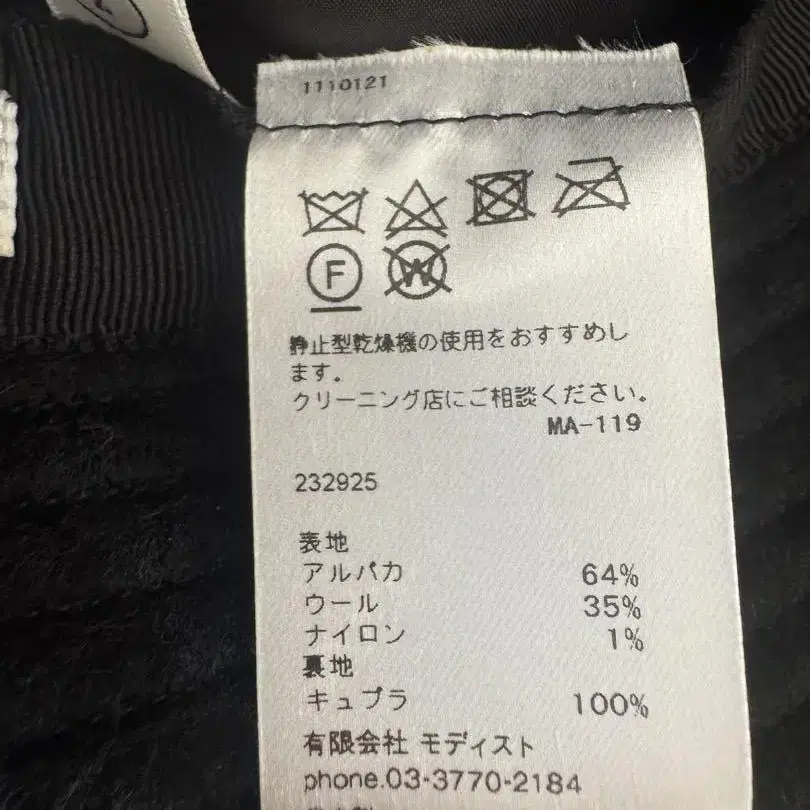 1110121
F W
静止型乾燥機の使用をおすすめし
ます。
クリーニング店にご相談ください。
MA-119
232925
表地
アルパカ 64%
ウール 35%
ナイロン 1%
裏地
キュプラ 100%
有限会社 モディスト
phone.03-3770-2184